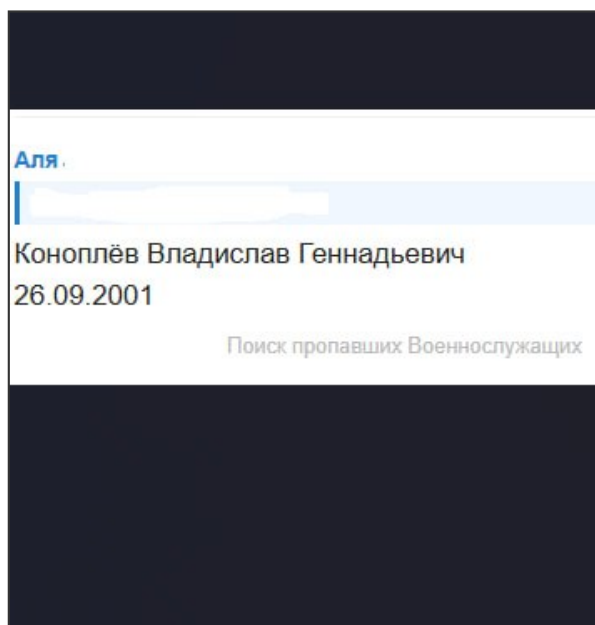 Аля
Коноплёв Владислав Геннадьевич
26.09.2001
Поиск пропавших Военнослужащих